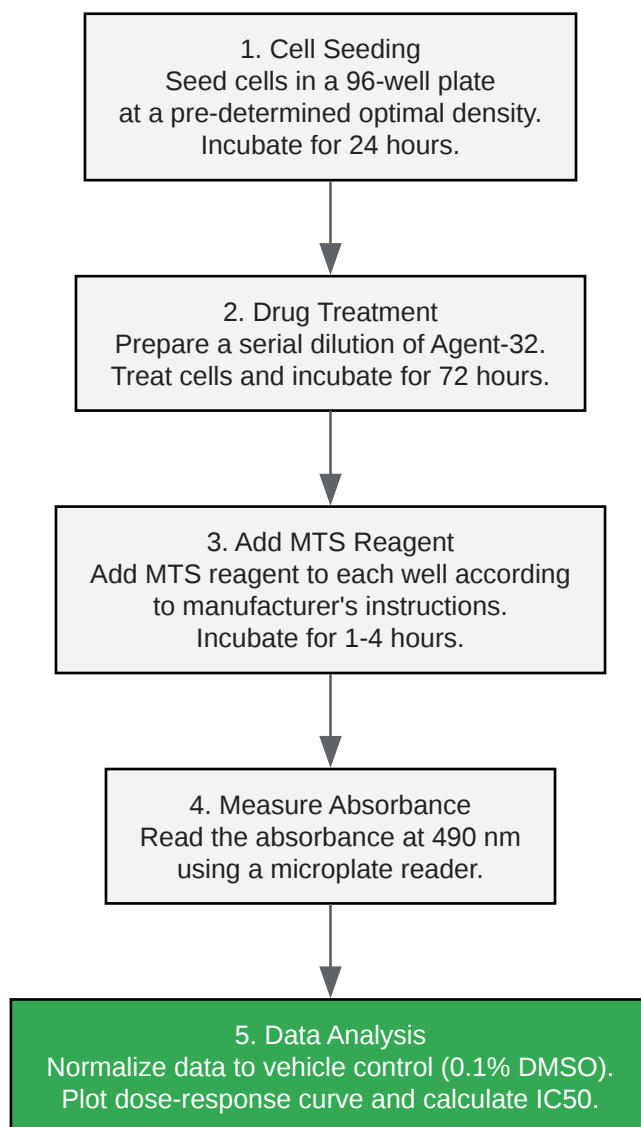 1. Cell Seeding
Seed cells in a 96-well plate
at a pre-determined optimal density.
Incubate for 24 hours.
2. Drug Treatment
Prepare a serial dilution of Agent-32.
Treat cells and incubate for 72 hours.
3. Add MTS Reagent
Add MTS reagent to each well according
to manufacturer's instructions.
Incubate for 1-4 hours.
4. Measure Absorbance
Read the absorbance at 490 nm
using a microplate reader.
5. Data Analysis
Normalize data to vehicle control (0.1% DMSO).
Plot dose-response curve and calculate IC50.